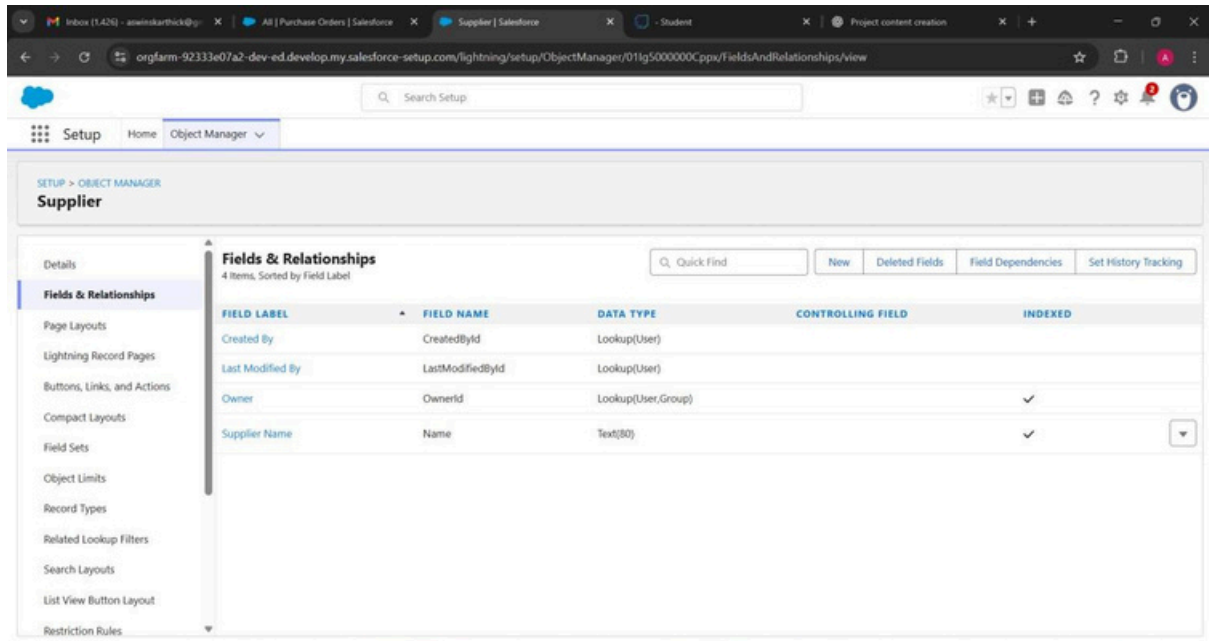 Inbox (1,426) - aswinskarthick@g
All | Purchase Orders | Salesforce
Supplier | Salesforce
- Student
Project content creation
orgfarm-92333e07a2-dev-ed.develop.my.salesforce-setup.com/lightning/setup/ObjectManager/01Ig5000000Cppx/FieldsAndRelationships/view
A
Search Setup
2
Setup Home Object Manager
SETUP > OBJECT MANAGER
Supplier
Details
Fields & Relationships
Page Layouts
Lightning Record Pages
Buttons, Links, and Actions
Compact Layouts
Field Sets
Object Limits
Record Types
Related Lookup Filters
Search Layouts
List View Button Layout
Restriction Rules
Fields & Relationships
4 Items, Sorted by Field Label
Quick Find New Deleted Fields Field Dependencies Set History Tracking
FIELD LABEL FIELD NAME DATA TYPE CONTROLLING FIELD INDEXED
Created By CreatedById Lookup(User)
Last Modified By LastModifiedById Lookup(User)
Owner OwnerId Lookup(User,Group)
Supplier Name Name Text(80)